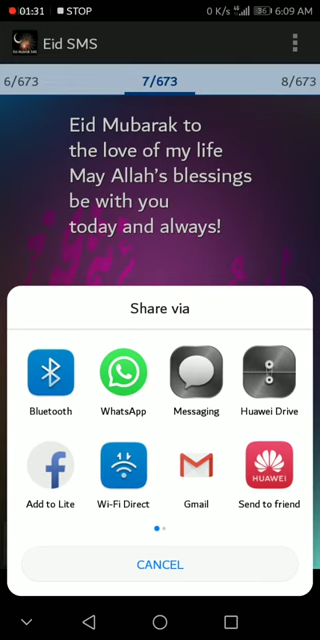 01:31 STOP 0 K/s 36 6:09 AM
Eid SMS
6/673 7/673 8/673
Eid Mubarak to
the love of my life
May Allah's blessings
be with you
today and always!
Share via
Bluetooth WhatsApp Messaging Huawei Drive
HUAWEI
Add to Lite Wi-Fi Direct Gmail Send to friend
CANCEL